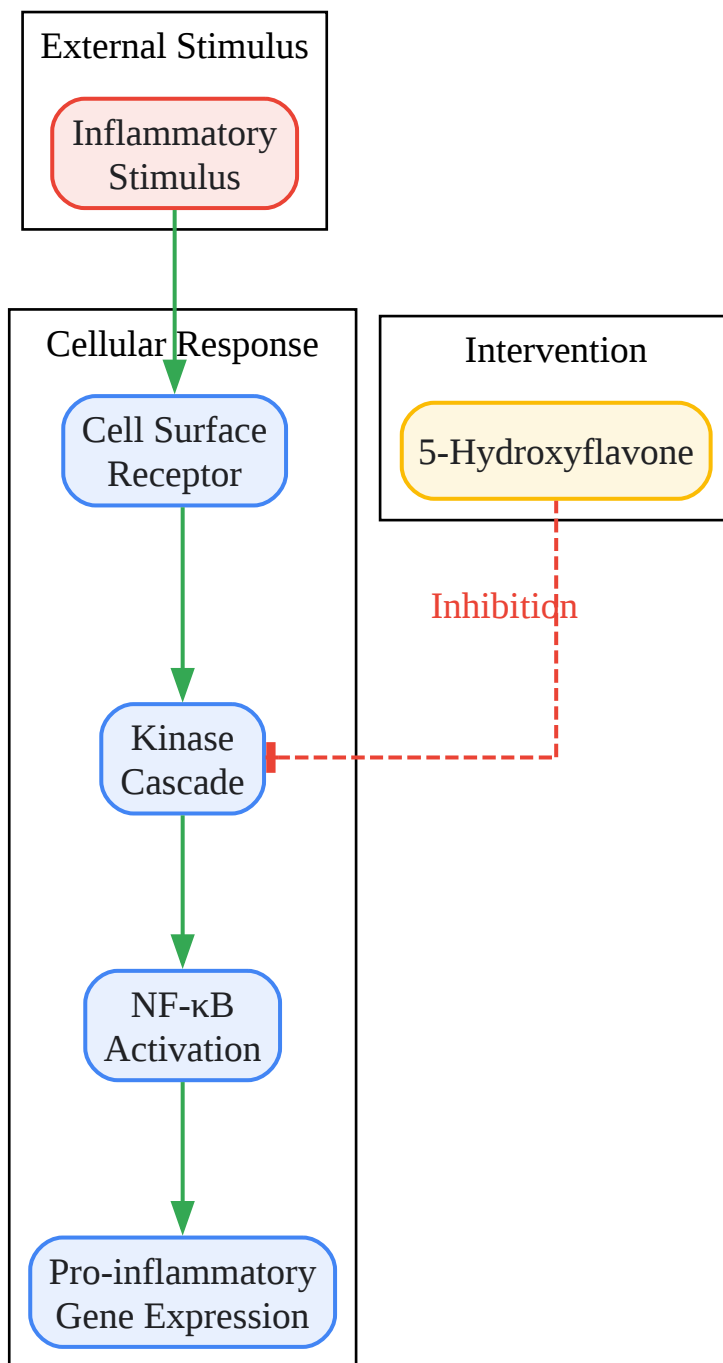 External Stimulus
Inflammatory
Stimulus
Cellular Response
Cell Surface
Receptor
Intervention
5-Hydroxyflavone
Inhibition
Kinase
Cascade
NF-κB
Activation
Pro-inflammatory
Gene Expression